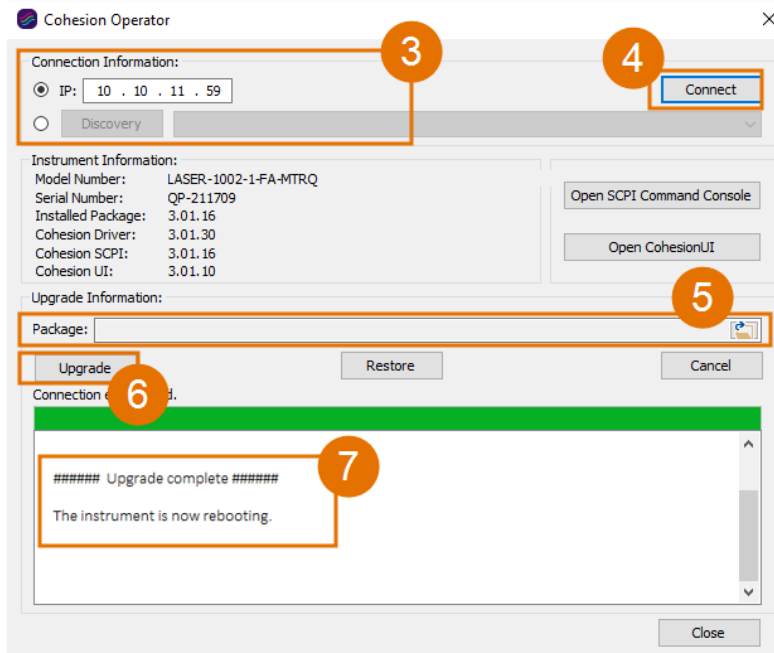 Cohesion Operator
Connection Information:
3
4
IP: 10 . 10 . 11 . 59
Connect
Discovery
Instrument Information:
Model Number: LASER-1002-1-FA-MTRQ
Serial Number: QP-211709
Installed Package: 3.01.16
Cohesion Driver: 3.01.30
Cohesion SCPI: 3.01.16
Cohesion UI: 3.01.10
Open SCPI Command Console
Open CohesionUI
Upgrade Information:
5
Package:
Upgrade
Restore
Cancel
6
Connection
7
###### Upgrade complete ######
The instrument is now rebooting.
Close